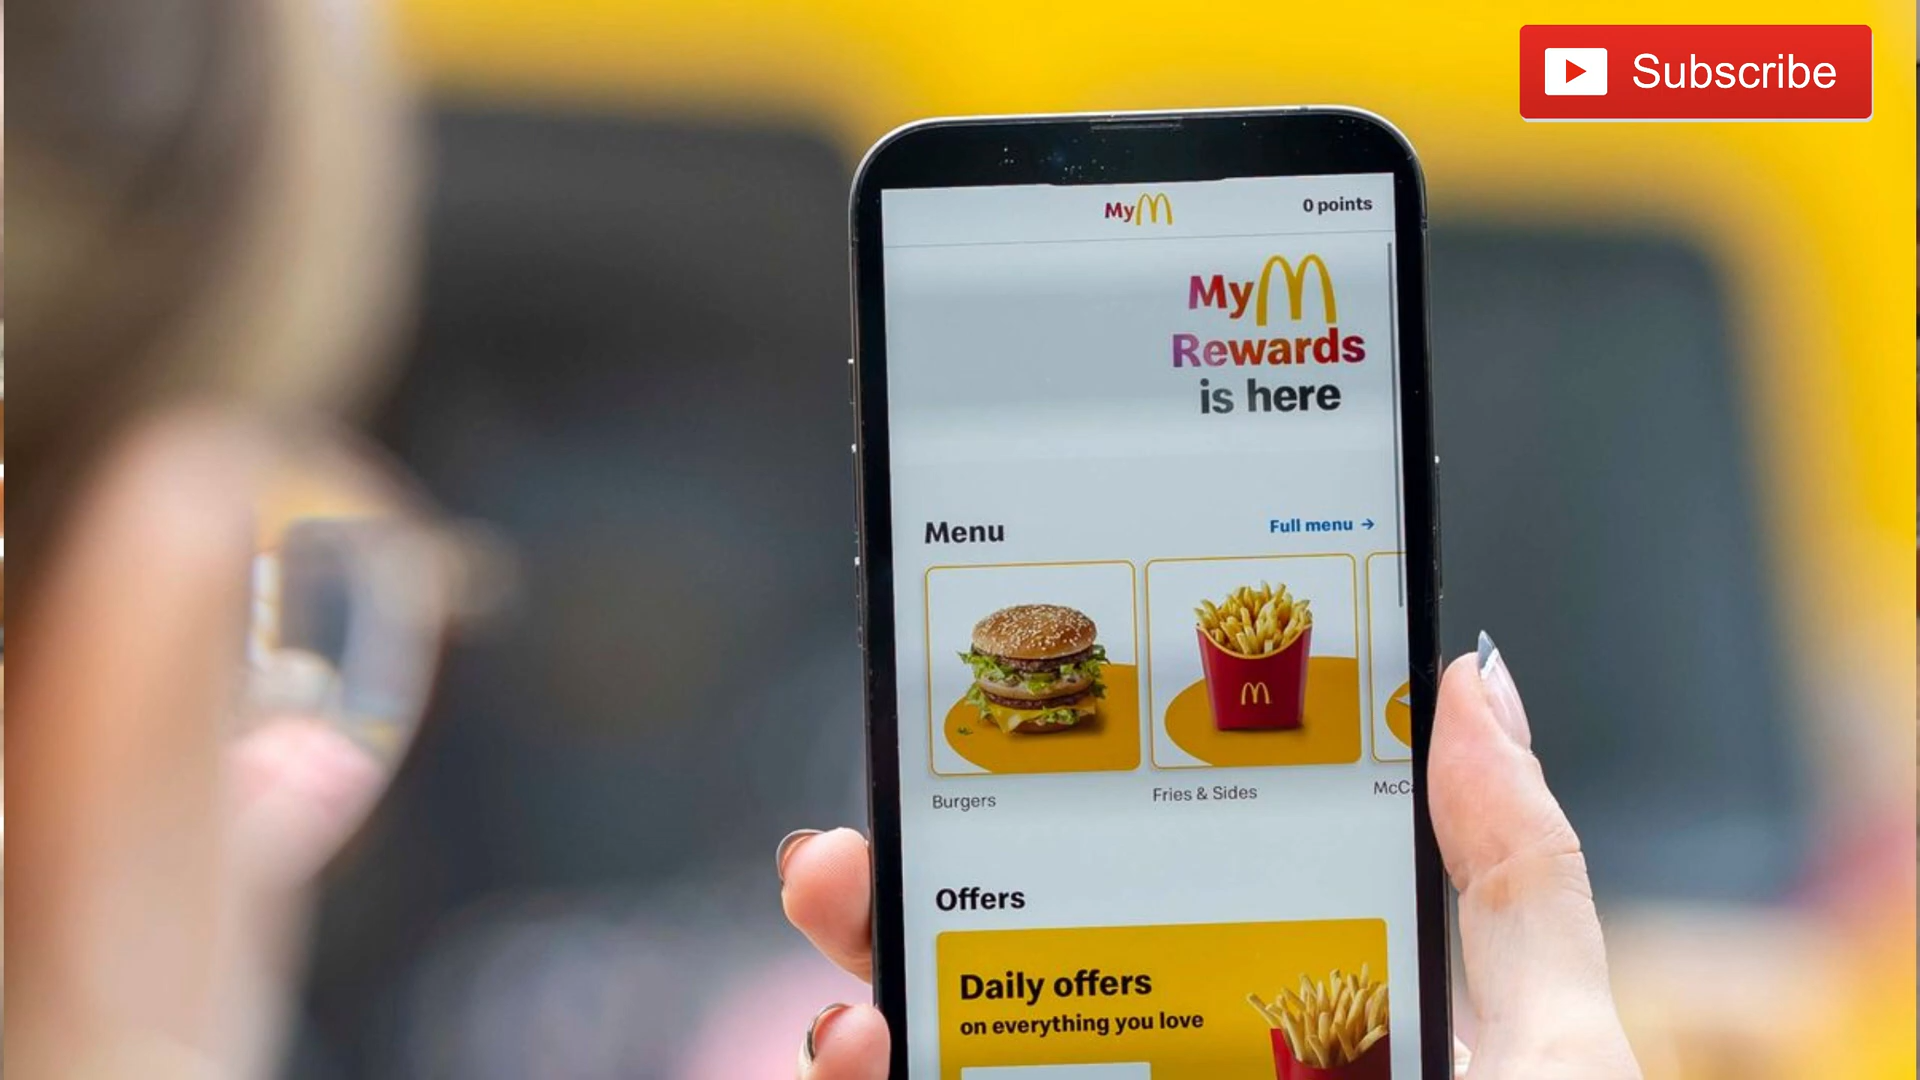 Subscribe
My
0 points
My
Rewards
is here
Menu
Full menu →
Burgers
Fries & Sides
McC
Offers
Daily offers
on everything you love